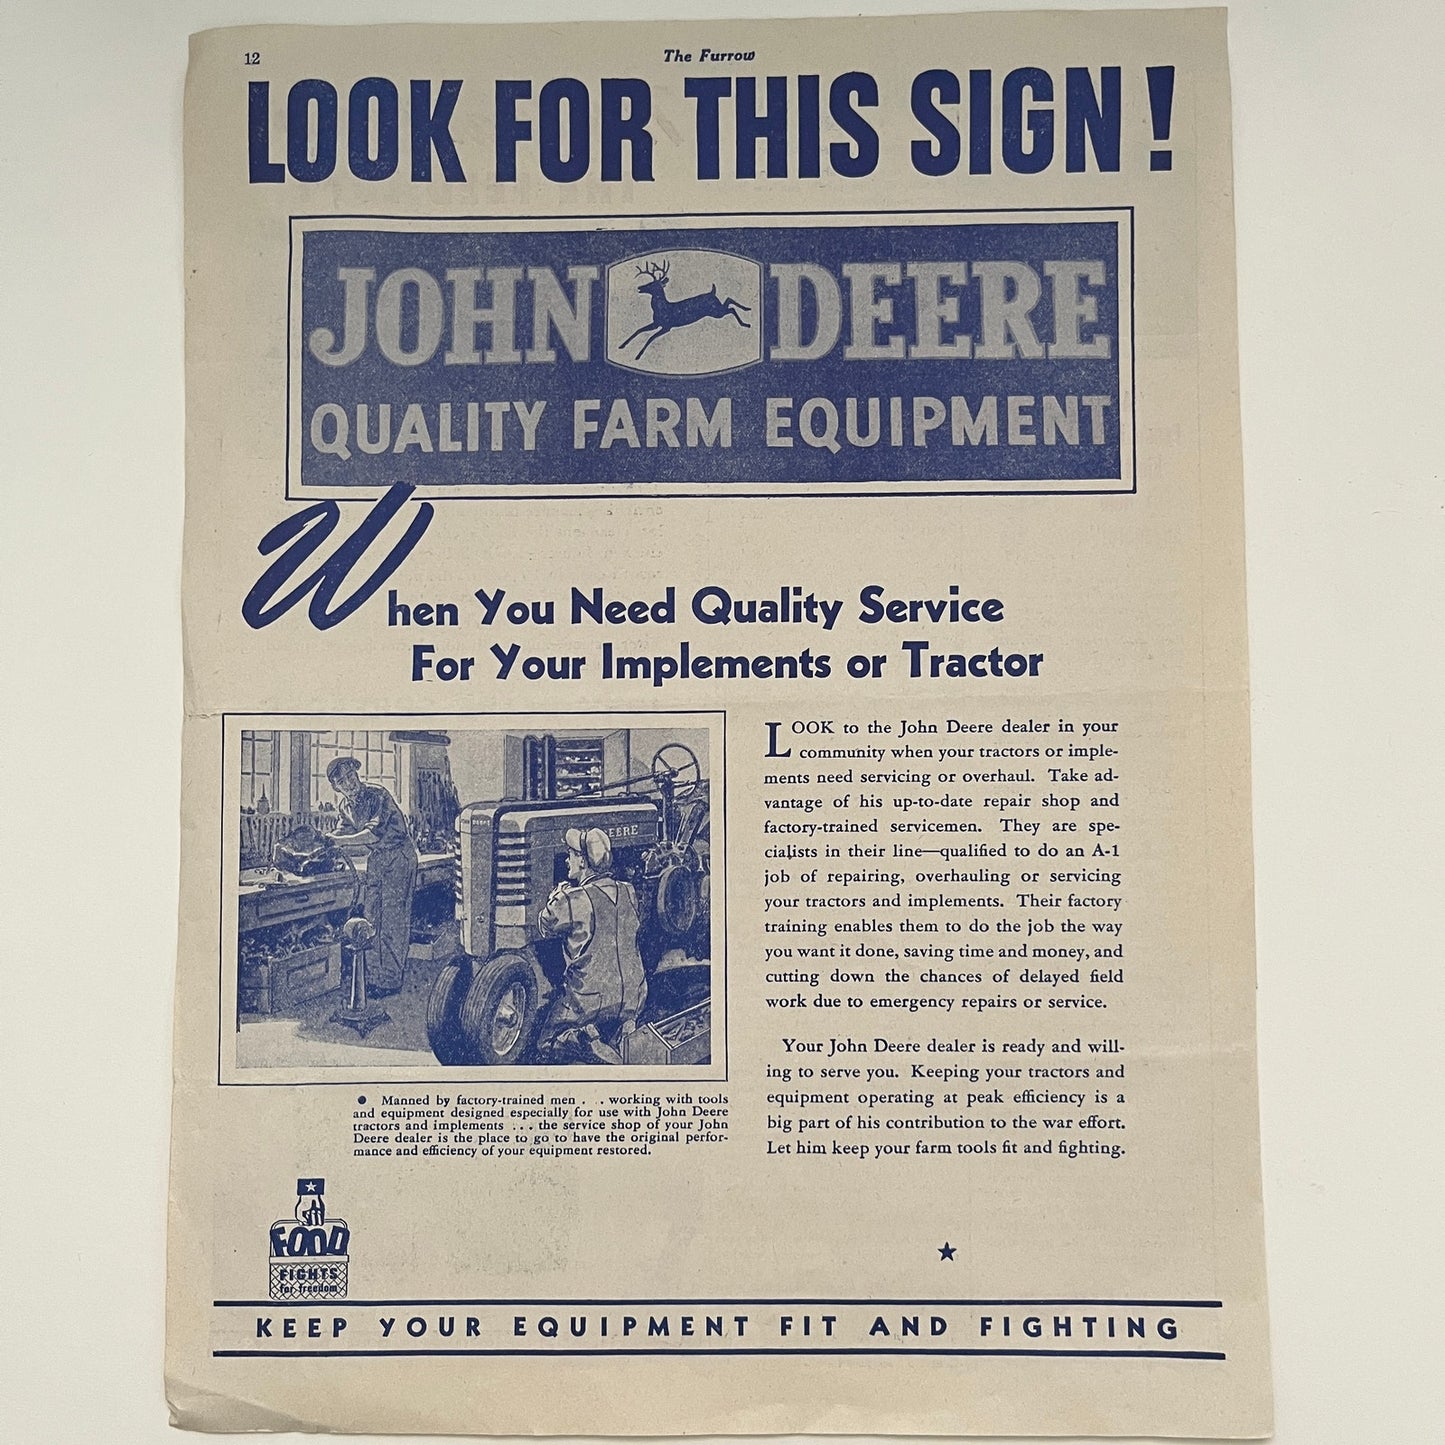 12
The Furrow
LOOK FOR THIS SIGN!
JOHN DEERE
QUALITY FARM EQUIPMENT
When You Need Quality Service
For Your Implements or Tractor
JOHN DEERE
DEERE
LOOK to the John Deere dealer in your
community when your tractors or imple-
ments need servicing or overhaul. Take ad-
vantage of his up-to-date repair shop and
factory-trained servicemen. They are spe-
cialists in their line—qualified to do an A-1
job of repairing, overhauling or servicing
your tractors and implements. Their factory
training enables them to do the job the way
you want it done, saving time and money, and
cutting down the chances of delayed field
work due to emergency repairs or service.
Your John Deere dealer is ready and will-
ing to serve you. Keeping your tractors and
equipment operating at peak efficiency is a
big part of his contribution to the war effort.
Let him keep your farm tools fit and fighting.
● Manned by factory-trained men . . . working with tools
and equipment designed especially for use with John Deere
tractors and implements . . . the service shop of your John
Deere dealer is the place to go to have the original perfor-
mance and efficiency of your equipment restored.
FOOD
FIGHTS
for freedom
KEEP YOUR EQUIPMENT FIT AND FIGHTING